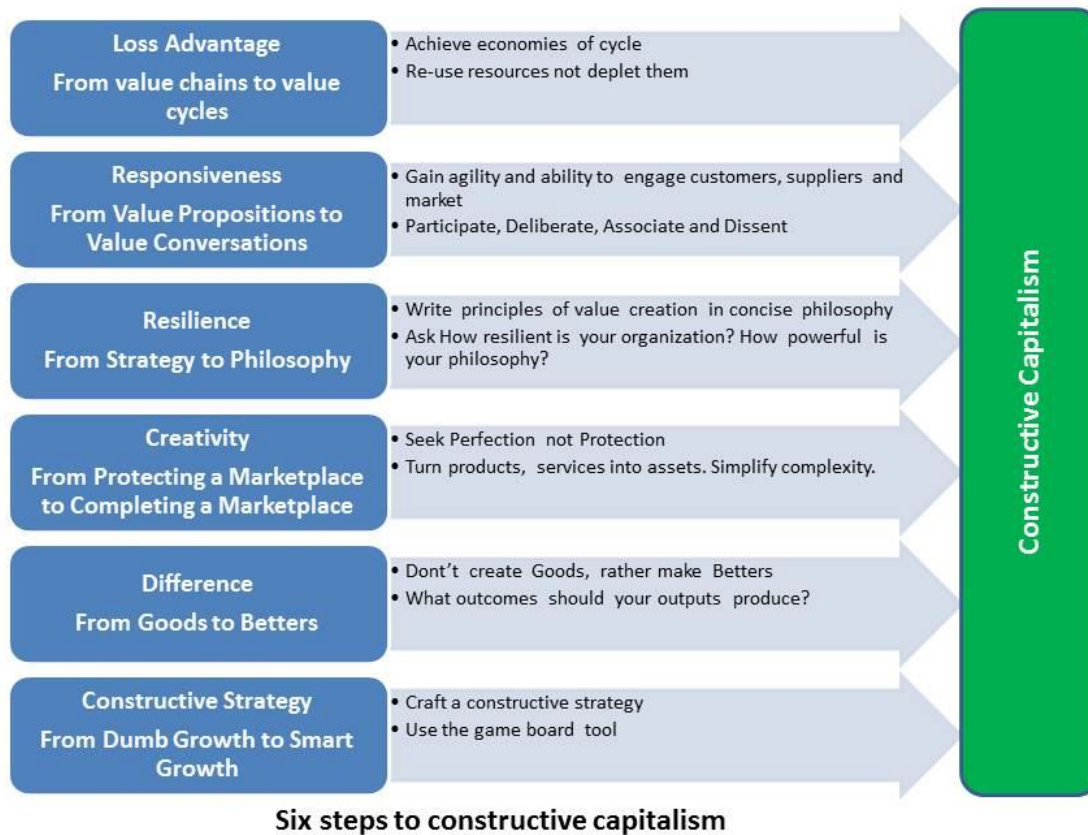 Loss Advantage
From value chains to value
cycles
• Achieve economies of cycle
• Re-use resources not deplet them
Responsiveness
From Value Propositions to
Value Conversations
• Gain agility and ability to engage customers, suppliers and
market
• Participate, Deliberate, Associate and Dissent
Resilience
From Strategy to Philosophy
• Write principles of value creation in concise philosophy
• Ask How resilient is your organization? How powerful is
your philosophy?
Creativity
From Protecting a Marketplace
to Completing a Marketplace
• Seek Perfection not Protection
• Turn products, services into assets. Simplify complexity.
Difference
From Goods to Betters
• Dont't create Goods, rather make Betters
• What outcomes should your outputs produce?
Constructive Strategy
From Dumb Growth to Smart
Growth
• Craft a constructive strategy
• Use the game board tool
Constructive Capitalism
Six steps to constructive capitalism